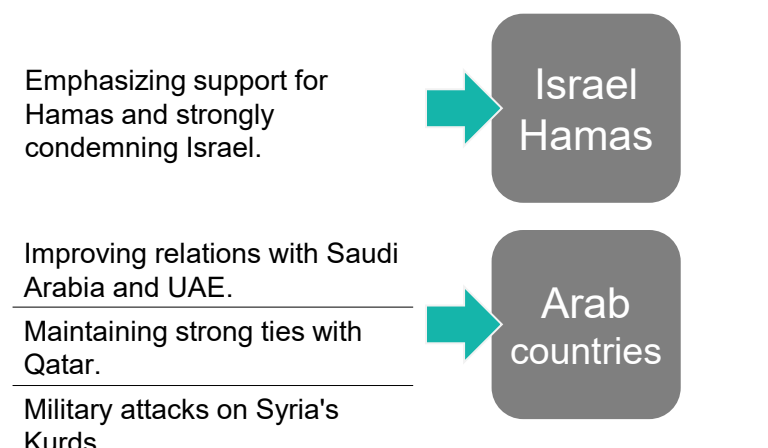 Emphasizing support for
Hamas and strongly
condemning Israel.
Israel
Hamas
Improving relations with Saudi
Arabia and UAE.
Maintaining strong ties with
Qatar.
Military attacks on Syria's
Kurds
Arab
countries